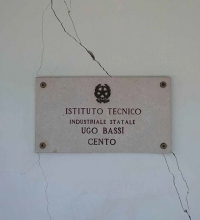 ISTITUTO TECNICO
INDUSTRIALE STATALE
UGO BASSI
CENTO